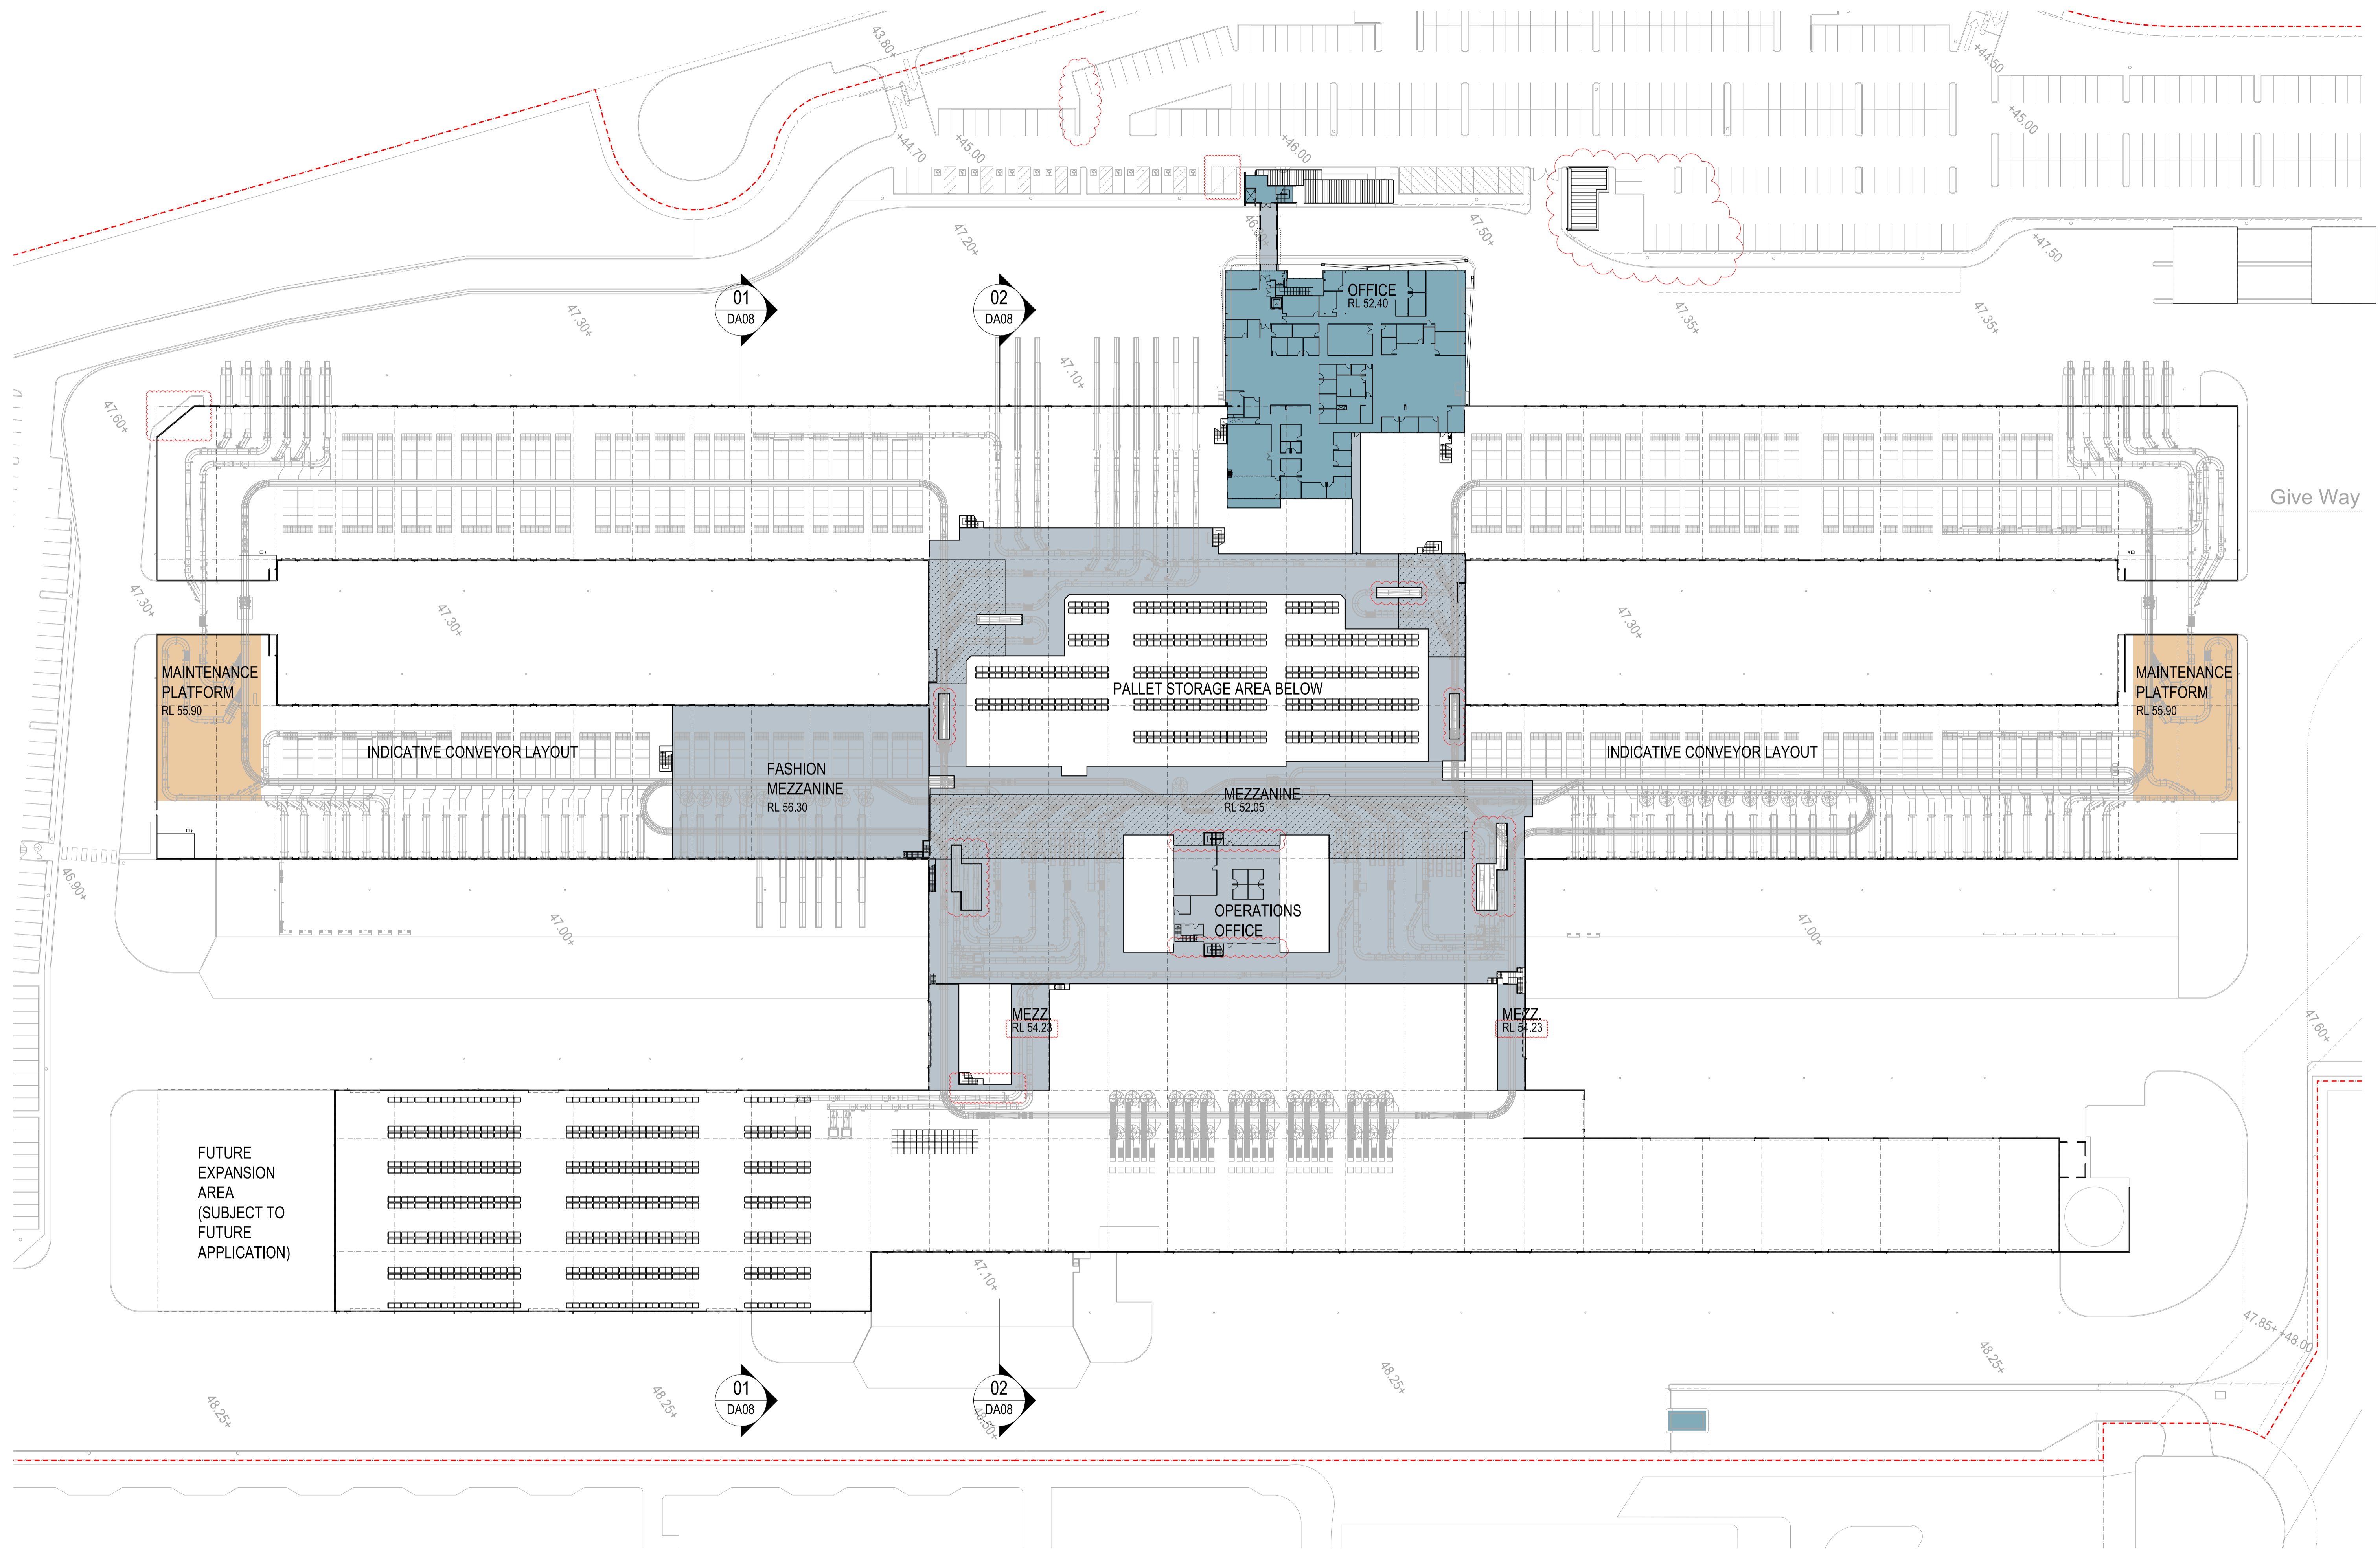 43.80+
+44.50
+44.70
+45.00
+46.00
+45.00
47.20+
47.50+
+47.50
OFFICE
RL 52.40
01
DA08
02
DA08
47.30+
47.10+
47.35+
47.35+
47.60+
Give Way
47.30+
47.30+
47.30+
MAINTENANCE
PLATFORM
RL 55.90
PALLET STORAGE AREA BELOW
MAINTENANCE
PLATFORM
RL 55.90
INDICATIVE CONVEYOR LAYOUT
FASHION
MEZZANINE
RL 56.30
MEZZANINE
RL 52.05
INDICATIVE CONVEYOR LAYOUT
46.90+
47.00+
OPERATIONS
OFFICE
47.00+
MEZZ.
RL 54.23
MEZZ.
RL 54.23
47.60+
FUTURE
EXPANSION
AREA
(SUBJECT TO
FUTURE
APPLICATION)
47.10+
47.85+
+48.00
48.25+
48.25+
48.25+
48.25+
01
DA08
02
DA08
48.50+